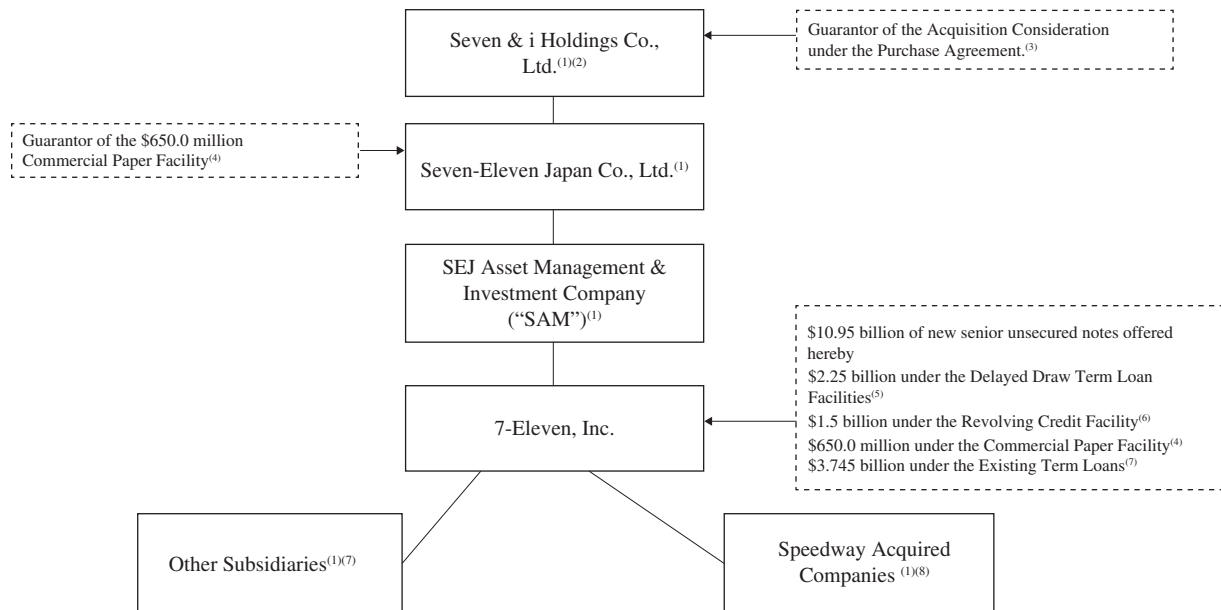 Seven & i Holdings Co.,
Ltd.(1)(2)
Guarantor of the Acquisition Consideration
under the Purchase Agreement.(3)
Guarantor of the $650.0 million
Commercial Paper Facility(4)
Seven-Eleven Japan Co., Ltd.(1)
SEJ Asset Management &
Investment Company
(“SAM”)(1)
$10.95 billion of new senior unsecured notes offered
hereby
$2.25 billion under the Delayed Draw Term Loan
Facilities(5)
$1.5 billion under the Revolving Credit Facility(6)
$650.0 million under the Commercial Paper Facility(4)
$3.745 billion under the Existing Term Loans(7)
7-Eleven, Inc.
Other Subsidiaries(1)(7)
Speedway Acquired
Companies (1)(8)